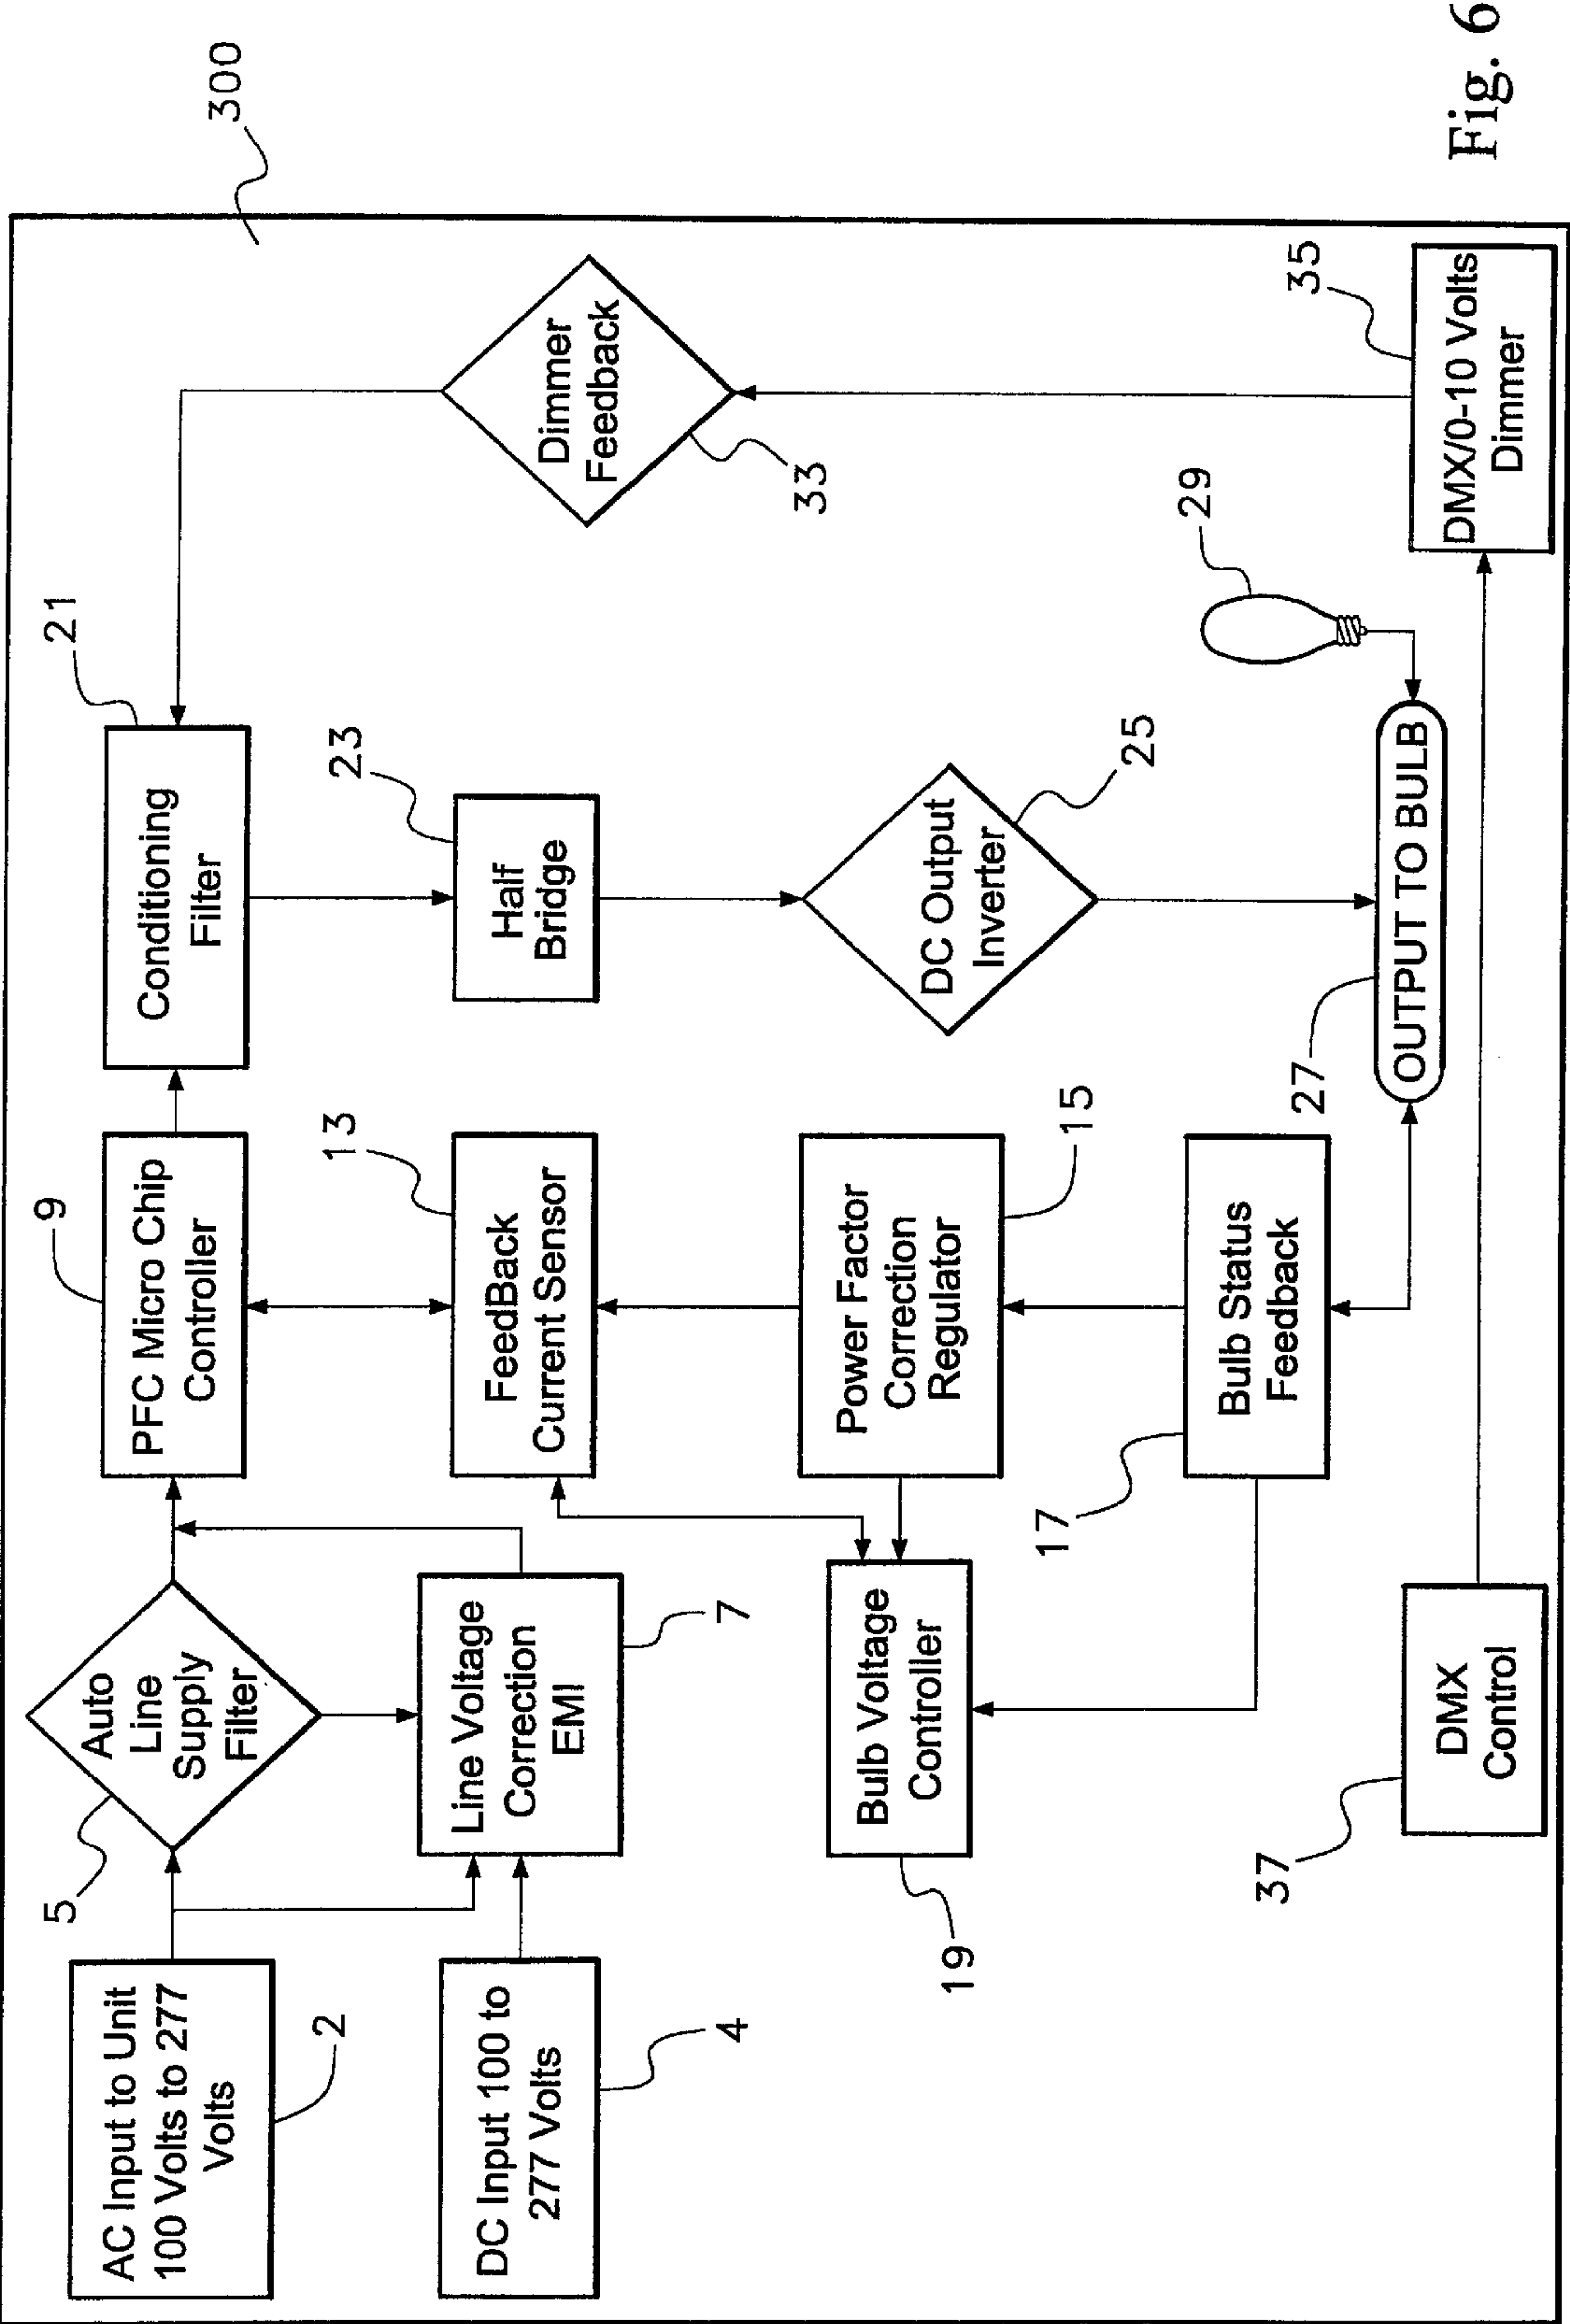 300
AC Input to Unit
100 Volts to 277
Volts
2
5
Auto
Line
Supply
Filter
9
PFC Micro Chip
Controller
21
Conditioning
Filter
DC Input 100 to
277 Volts
4
Line Voltage
Correction
EMI
7
13
FeedBack
Current Sensor
23
Half
Bridge
Dimmer
Feedback
33
Bulb Voltage
Controller
19
Power Factor
Correction
Regulator
15
DC Output
Inverter
25
17
Bulb Status
Feedback
27
OUTPUT TO BULB
29
37
DMX
Control
35
DMX/0-10 Volts
Dimmer
Fig. 6